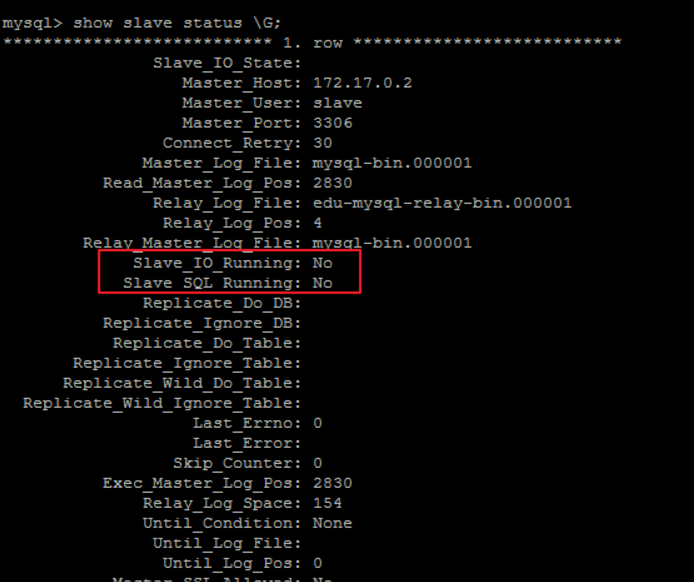 mysql> show slave status \G;
*************************** 1. row ***************************
Slave_IO_State:
Master_Host: 172.17.0.2
Master_User: slave
Master_Port: 3306
Connect_Retry: 30
Master_Log_File: mysql-bin.000001
Read_Master_Log_Pos: 2830
Relay_Log_File: edu-mysql-relay-bin.000001
Relay_Log_Pos: 4
Relay_Master_Log_File: mysql-bin.000001
Slave_IO_Running: No
Slave_SQL_Running: No
Replicate_Do_DB:
Replicate_Ignore_DB:
Replicate_Do_Table:
Replicate_Ignore_Table:
Replicate_Wild_Do_Table:
Replicate_Wild_Ignore_Table:
Last_Errno: 0
Last_Error:
Skip_Counter: 0
Exec_Master_Log_Pos: 2830
Relay_Log_Space: 154
Until_Condition: None
Until_Log_File:
Until_Log_Pos: 0
Master_SSL_Allowed: No